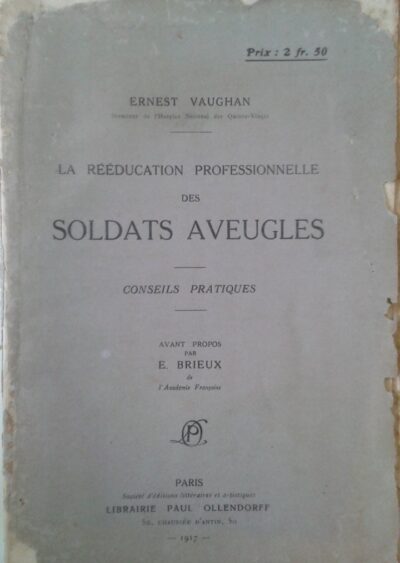 Prix : 2 fr. 50
ERNEST VAUGHAN
Directeur de l'Hospice National des Quinze-Vingts
LA RÉÉDUCATION PROFESSIONNELLE
DES
SOLDATS AVEUGLES
CONSEILS PRATIQUES
AVANT PROPOS
PAR
E. BRIEUX
de
l'Académie Française
PARIS
Société d'éditions littéraires et artistiques
LIBRAIRIE PAUL OLLENDORFF
50, CHAUSSÉE D'ANTIN, 50
— 1917 —